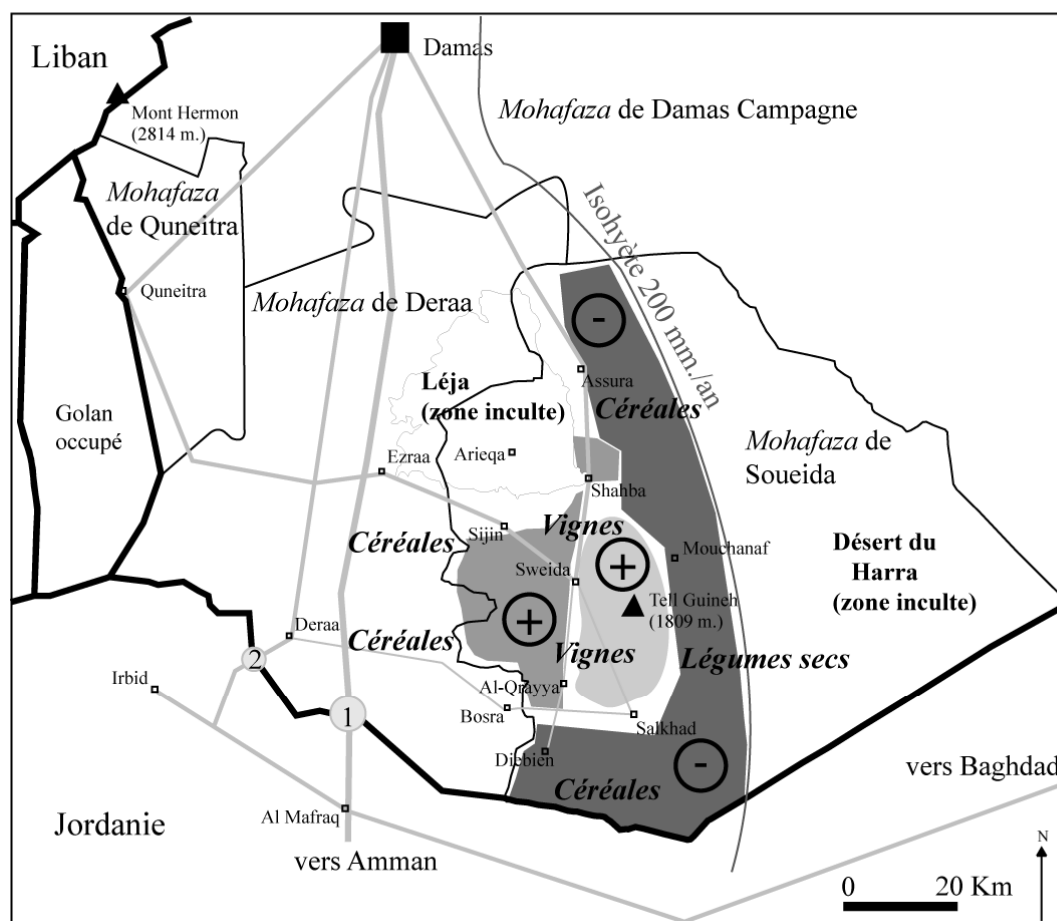 Liban
Damas
Mont Hermon
(2814 m.)
Mohafaza de Damas Campagne
Mohafaza
de Quneitra
Isohyète 200 mm./an
Quneitra
Mohafaza de Deraa
-
Assura
Léja
(zone inculte)
Céréales
Golan
occupé
Mohafaza de
Soueida
Ezraa
Arieqa
Shahba
Vignes
Sijin
Céréales
Mouchanaf
Désert du
Harra
(zone inculte)
+
Sweida
Tell Guineh
(1809 m.)
+
Deraa
Céréales
Vignes
Légumes secs
2
Irbid
Al-Qrayya
Bosra
1
Salkhad
Diebien
-
vers Baghdad
Céréales
Al Mafraq
Jordanie
vers Amman
N
0 20 Km